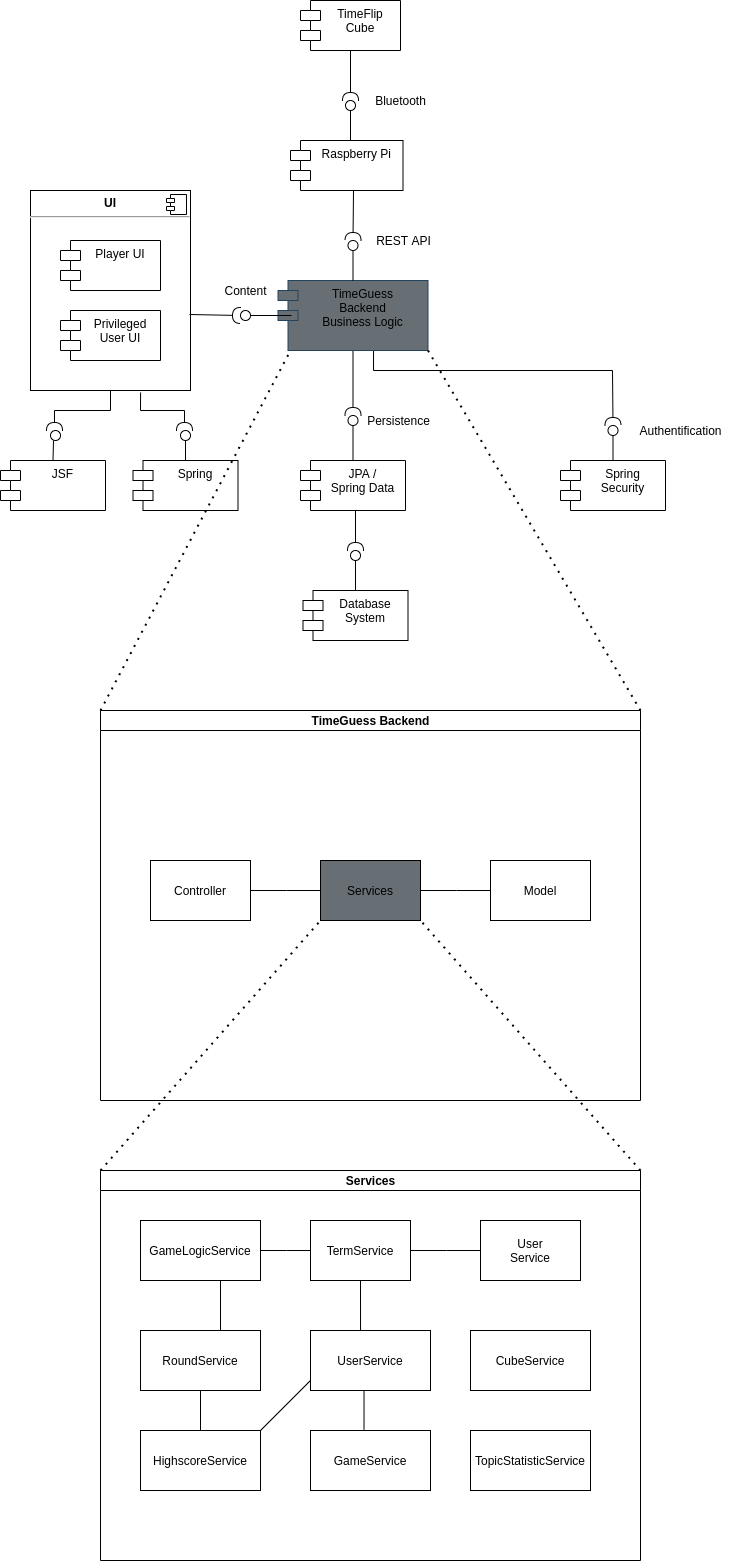 TimeFlip
Cube
Bluetooth
Raspberry Pi
UI
REST API
Player UI
Content
TimeGuess
Backend
Business Logic
Privileged
User UI
Persistence
Authentification
JSF
Spring
JPA /
Spring Data
Spring
Security
Database
System
TimeGuess Backend
Controller
Services
Model
Services
GameLogicService
TermService
User
Service
RoundService
UserService
CubeService
HighscoreService
GameService
TopicStatisticService